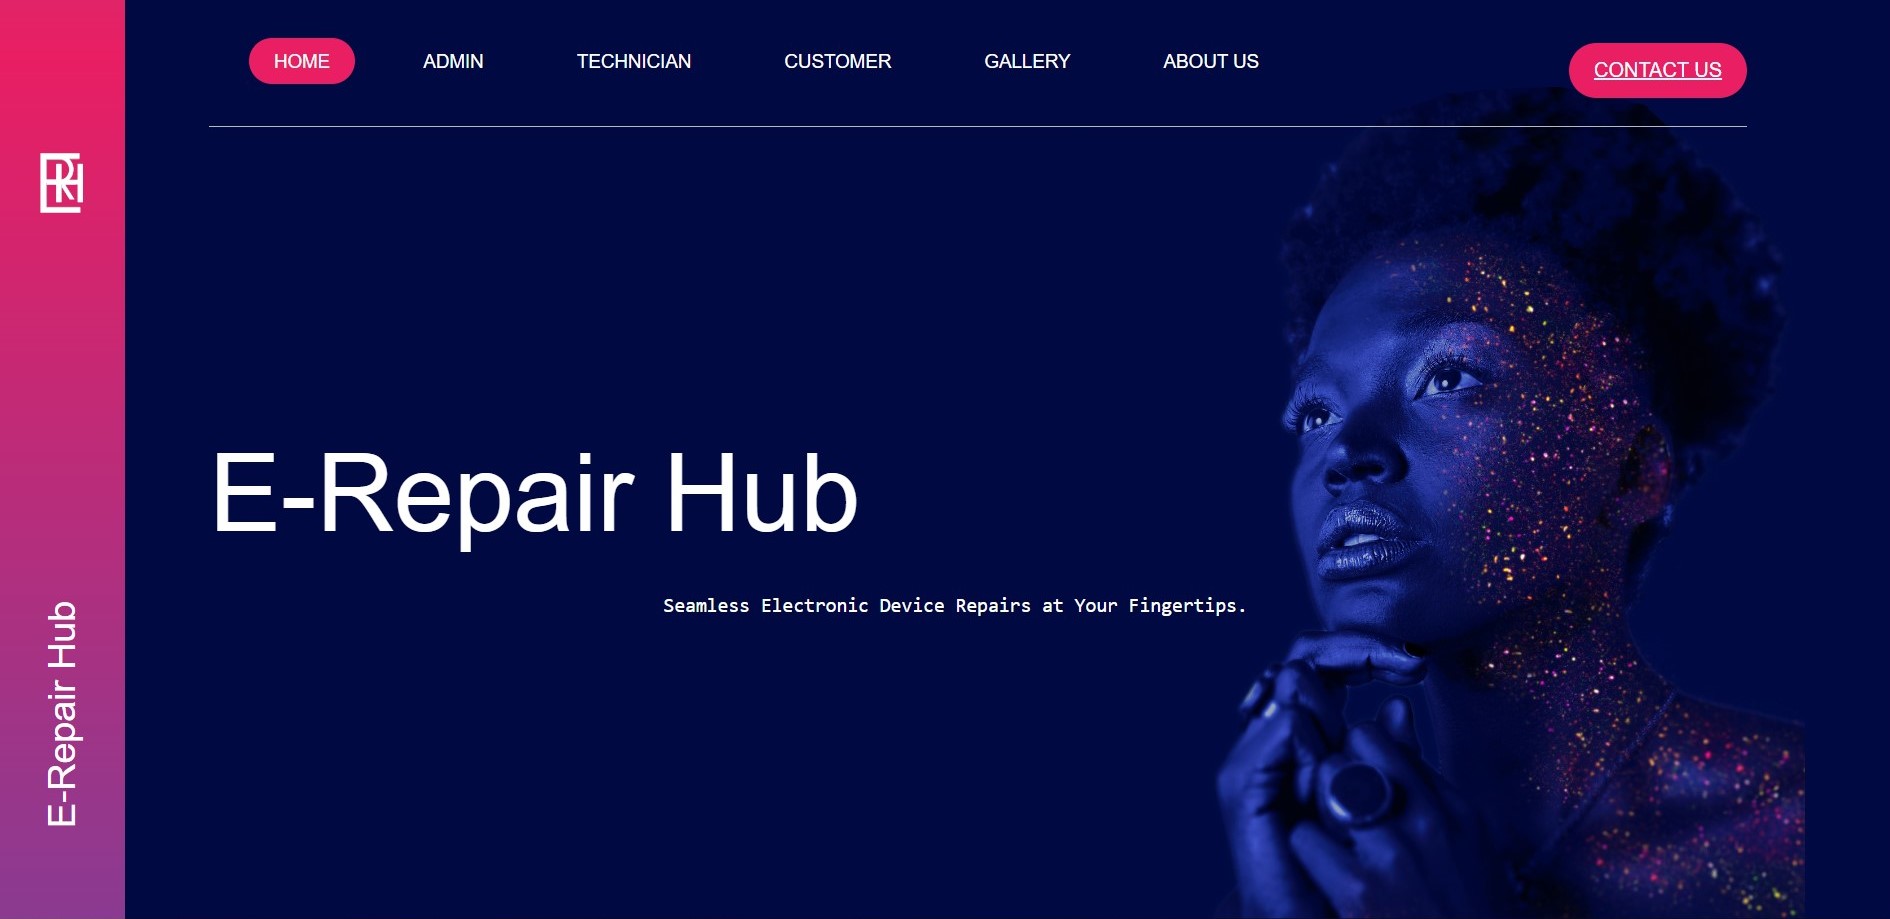 HOME ADMIN TECHNICIAN CUSTOMER GALLERY ABOUT US CONTACT US
ERH
E-Repair Hub
Seamless Electronic Device Repairs at Your Fingertips.
E-Repair Hub